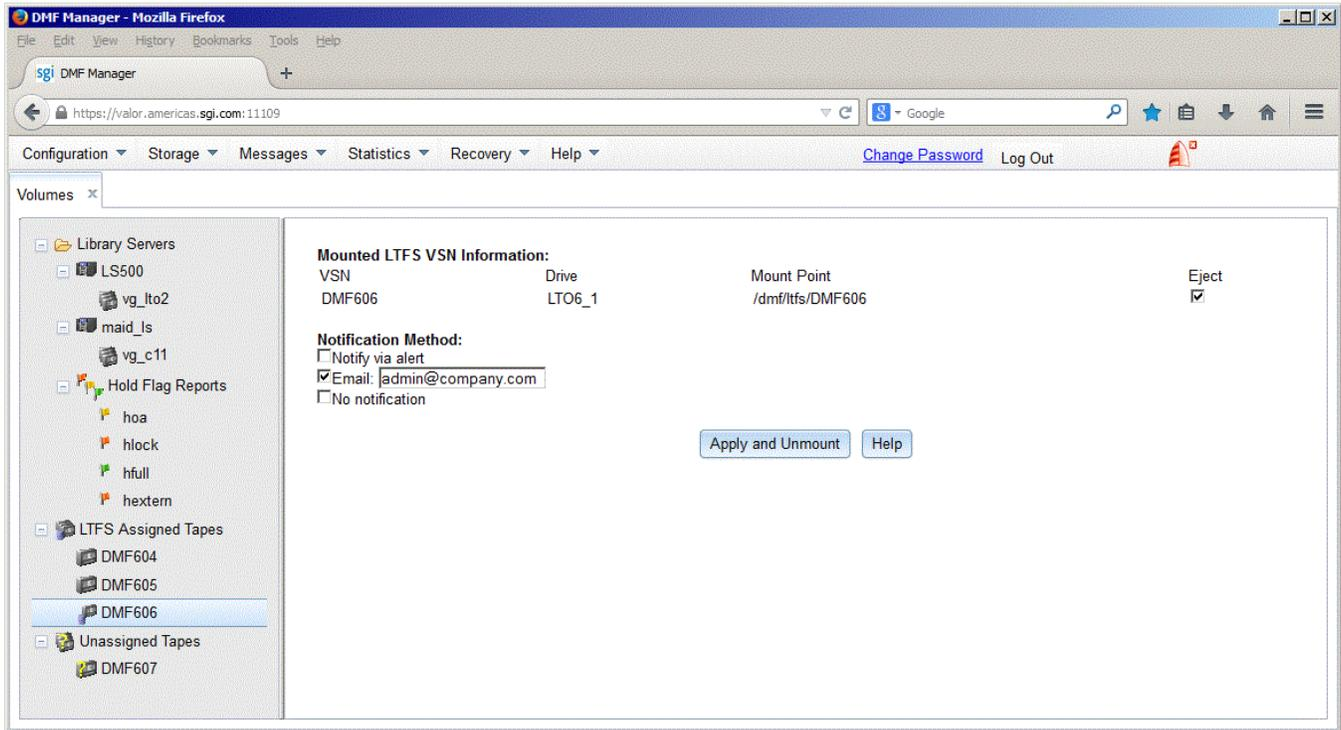 DMF Manager - Mozilla Firefox
File Edit View History Bookmarks Tools Help
sgi DMF Manager +
https://valor.americas.sgi.com:11109 8 Google
Configuration Storage Messages Statistics Recovery Help Change Password Log Out
Volumes x
Library Servers
LS500
vg_lto2
maid_ls
vg_c11
Hold Flag Reports
hoa
hlock
hfull
hextern
LTFS Assigned Tapes
DMF604
DMF605
DMF606
Unassigned Tapes
DMF607
Mounted LTFS VSN Information:
VSN Drive Mount Point Eject
DMF606 LTO6_1 /dmf/ltfs/DMF606
Notification Method:
Notify via alert
Email: admin@company.com
No notification
Apply and Unmount Help